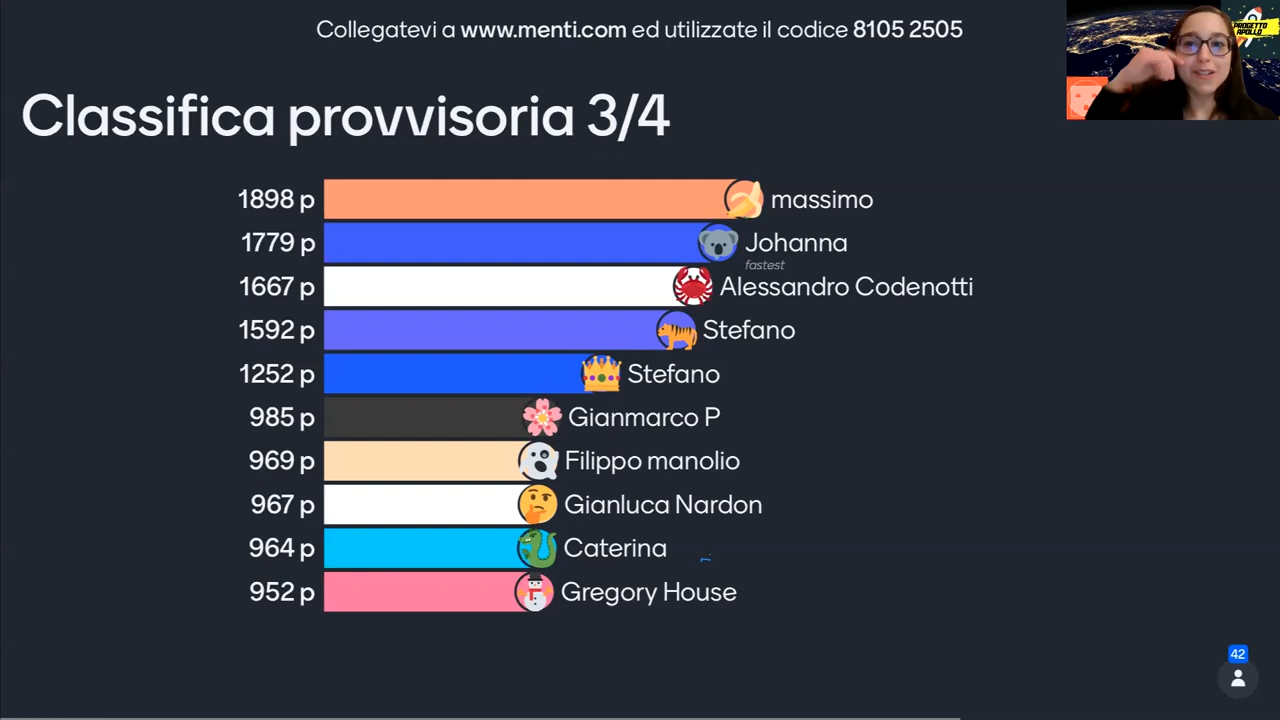 Collegatevi a www.menti.com ed utilizzate il codice 8105 2505
PROGETTO
APOLLO
Classifica provvisoria 3/4
1898 p massimo
1779 p Johanna
fastest
1667 p Alessandro Codenotti
1592 p Stefano
1252 p Stefano
985 p Gianmarco P
969 p Filippo manolio
967 p Gianluca Nardon
964 p Caterina
952 p Gregory House
42